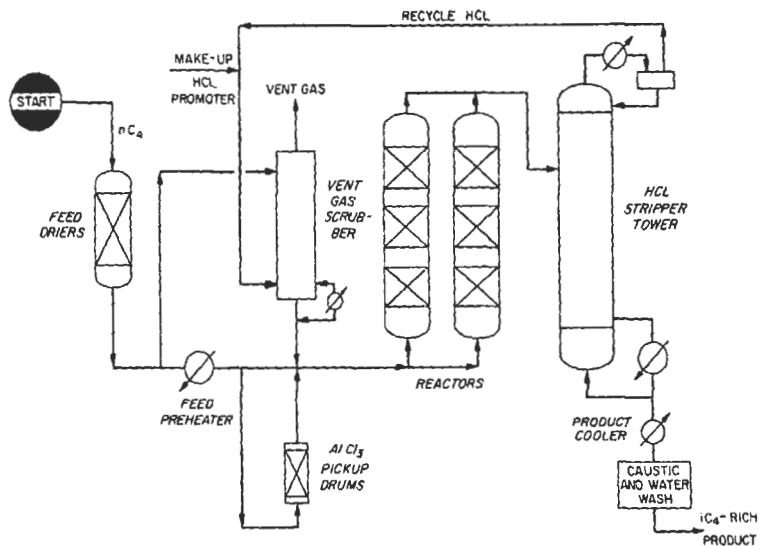 RECYCLE HCL
MAKE-UP
HCL
PROMOTER
VENT GAS
START
nC4
FEED
DRIERS
VENT
GAS
SCRUB-
BER
HCL
STRIPPER
TOWER
REACTORS
FEED
PREHEATER
AlCl3
PICKUP
DRUMS
PRODUCT
COOLER
CAUSTIC
AND WATER
WASH
iC4-RICH
PRODUCT